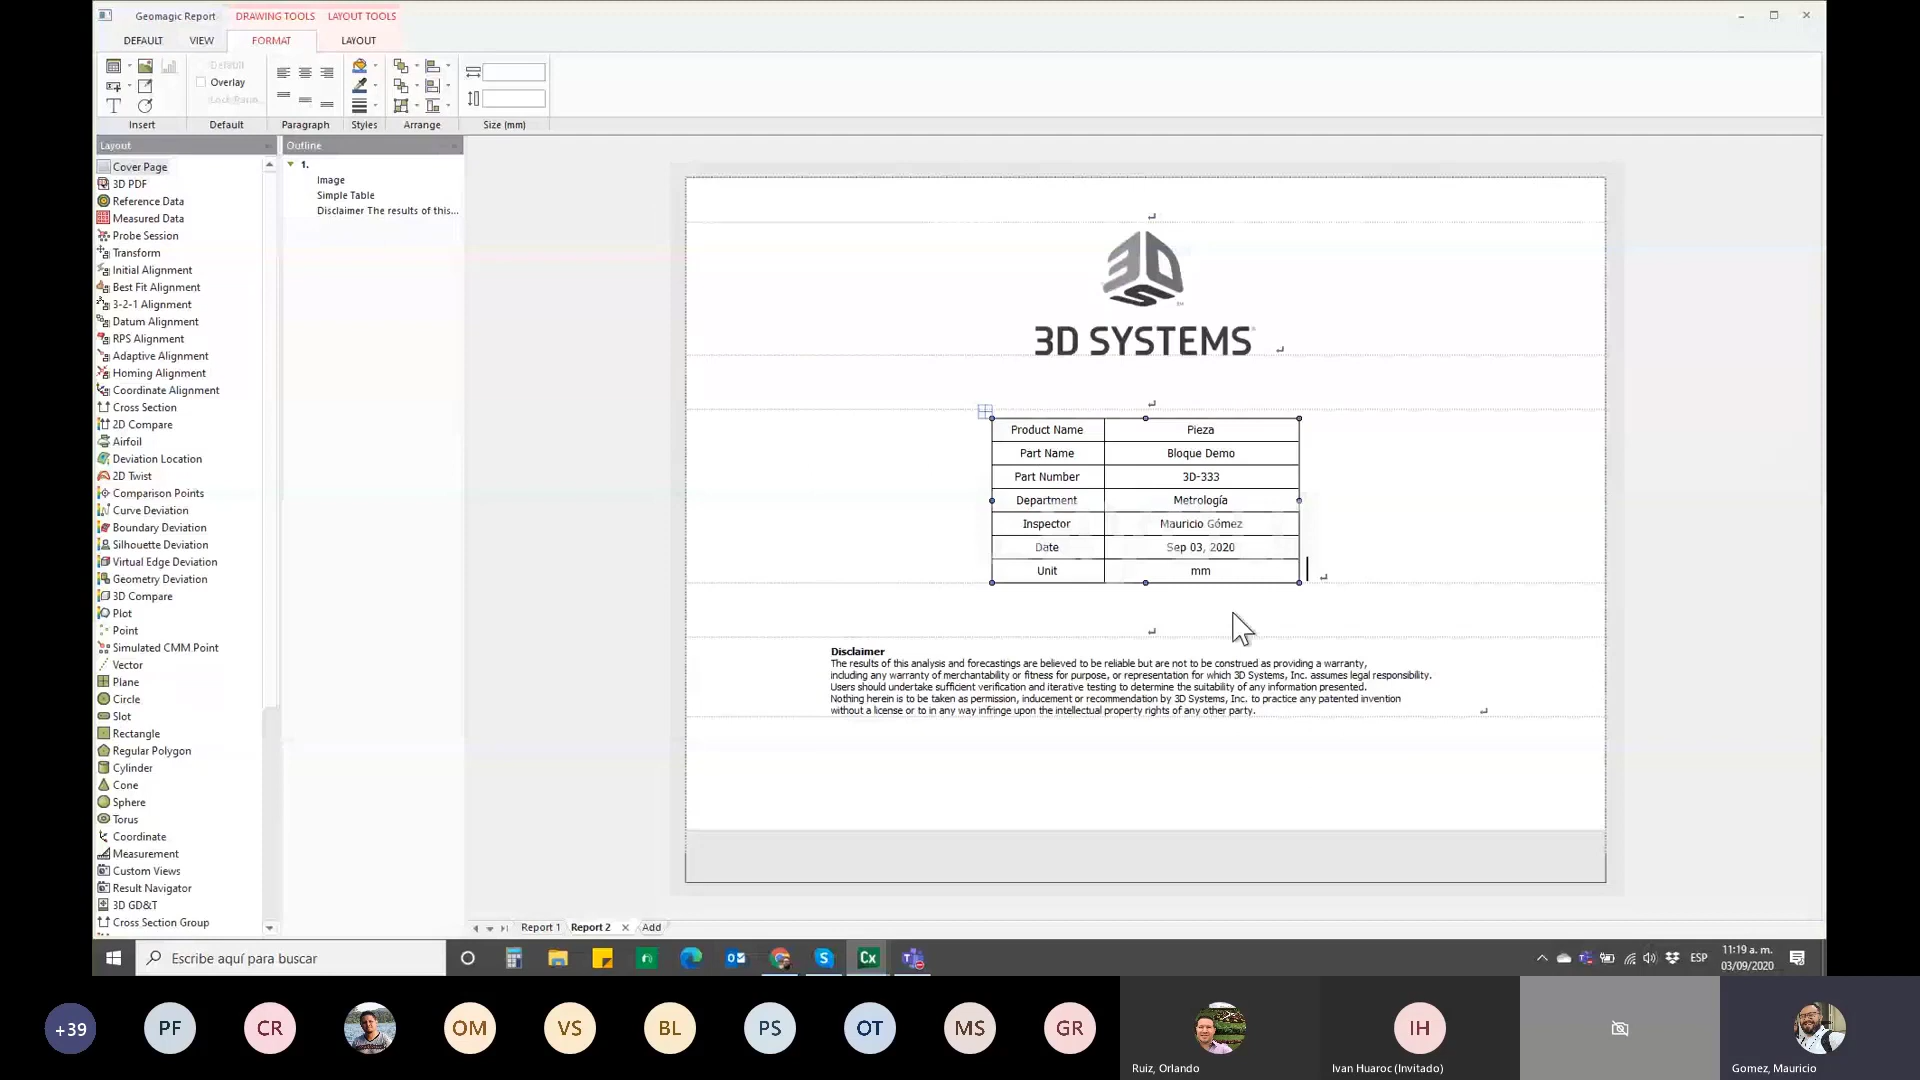 Geomagic Report
DRAWING TOOLS
LAYOUT TOOLS
DEFAULT
VIEW
FORMAT
LAYOUT
Default
Overlay
Insert
Default
Paragraph
Styles
Arrange
Size (mm)
Layout
Cover Page
3D PDF
Reference Data
Measured Data
Probe Session
Transform
Initial Alignment
Best Fit Alignment
3-2-1 Alignment
Datum Alignment
RPS Alignment
Adaptive Alignment
Homing Alignment
Coordinate Alignment
Cross Section
2D Compare
Airfoil
Deviation Location
2D Twist
Comparison Points
Curve Deviation
Boundary Deviation
Silhouette Deviation
Virtual Edge Deviation
Geometry Deviation
3D Compare
Plot
Point
Simulated CMM Point
Vector
Plane
Circle
Slot
Rectangle
Regular Polygon
Cylinder
Cone
Sphere
Torus
Coordinate
Measurement
Custom Views
Result Navigator
3D GD&T
Cross Section Group
Outline
1.
Image
Simple Table
Disclaimer The results of this...
3DS
3D SYSTEMS
Product Name Pieza
Part Name Bloque Demo
Part Number 3D-333
Department Metrología
Inspector Mauricio Gómez
Date Sep 03, 2020
Unit mm
Disclaimer
The results of this analysis and forecastings are believed to be reliable but are not to be construed as providing a warranty,
including any warranty of merchantability or fitness for purpose, or representation for which 3D Systems, Inc. assumes legal responsibility.
Users should undertake sufficient verification and iterative testing to determine the suitability of any information presented.
Nothing herein is to be taken as permission, inducement or recommendation by 3D Systems, Inc. to practice any patented invention
without a license or to in any way infringe upon the intellectual property rights of any other party.
Report 1
Report 2
Add
Escribe aquí para buscar
Cx
ESP
11:19 a. m.
03/09/2020
+39
PF
CR
OM
VS
BL
PS
OT
MS
GR
IH
Ruiz, Orlando
Ivan Huaroc (Invitado)
Gomez, Mauricio